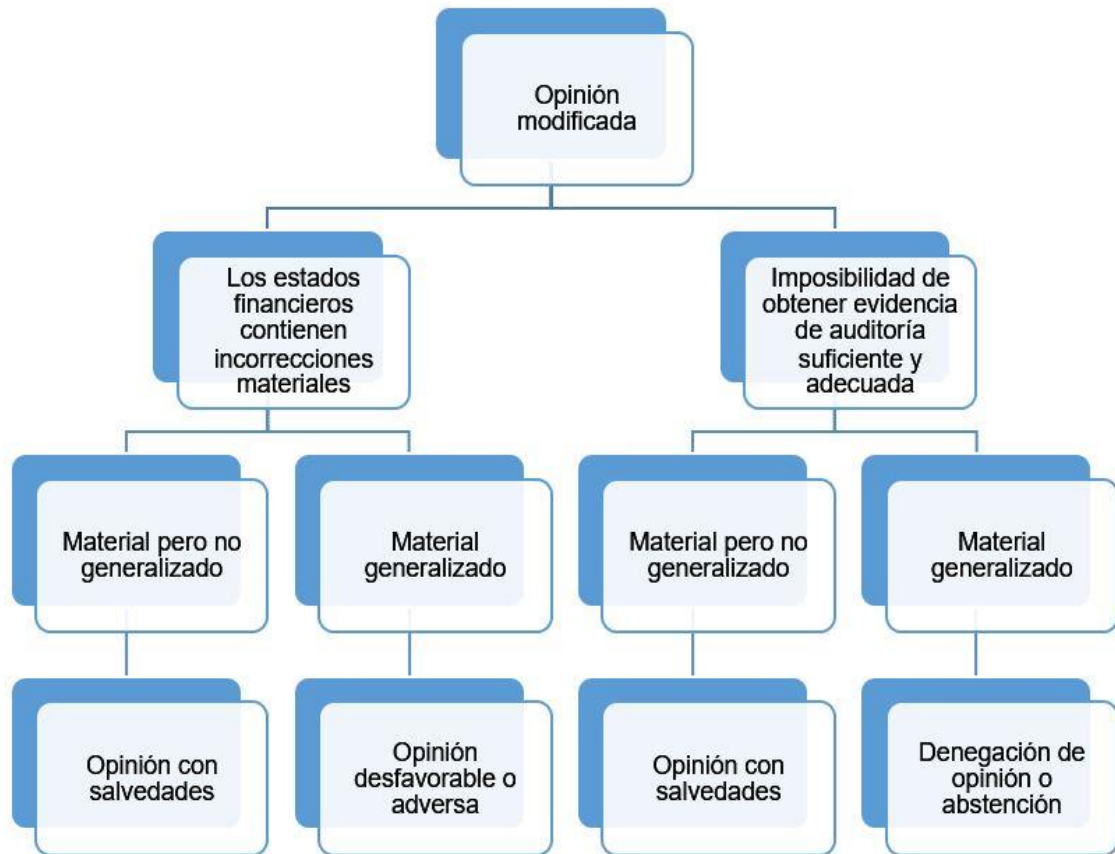 Opinión
modificada
Los estados
financieros
contienen
incorrecciones
materiales
Imposibilidad de
obtener evidencia
de auditoría
suficiente y
adecuada
Material pero no
generalizado
Material
generalizado
Material pero no
generalizado
Material
generalizado
Opinión con
salvedades
Opinión
desfavorable o
adversa
Opinión con
salvedades
Denegación de
opinión o
abstención